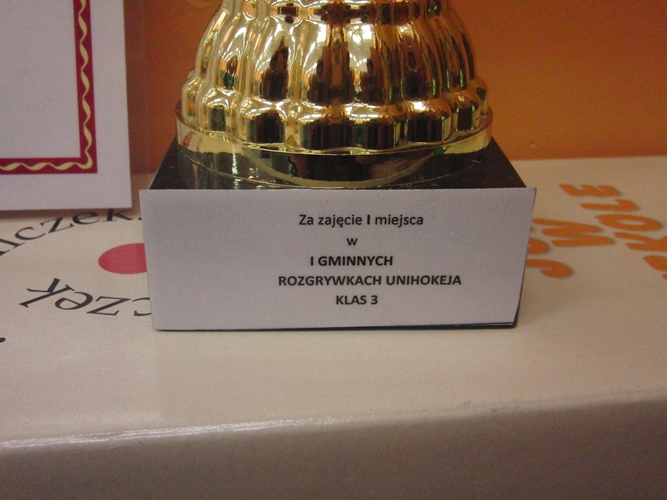 Za zajęcie I miejsca
w
I GMINNYCH
ROZGRYWKACH UNIHOKEJA
KLAS 3